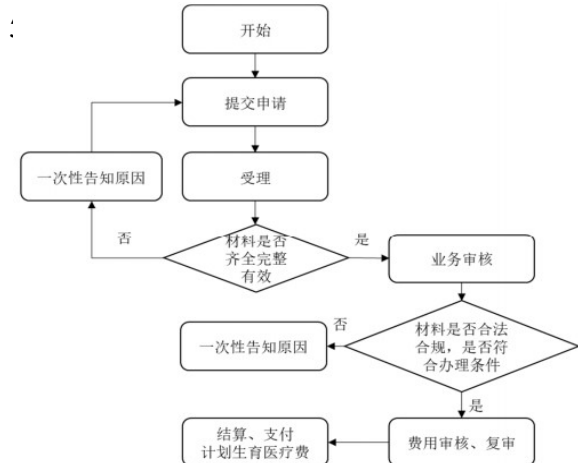 开始
提交申请
一次性告知原因
受理
否
材料是否
齐全完整
有效
是
业务审核
否
一次性告知原因
材料是否合法
合规，是否符
合办理条件
是
结算、支付
计划生育医疗费
费用审核、复审